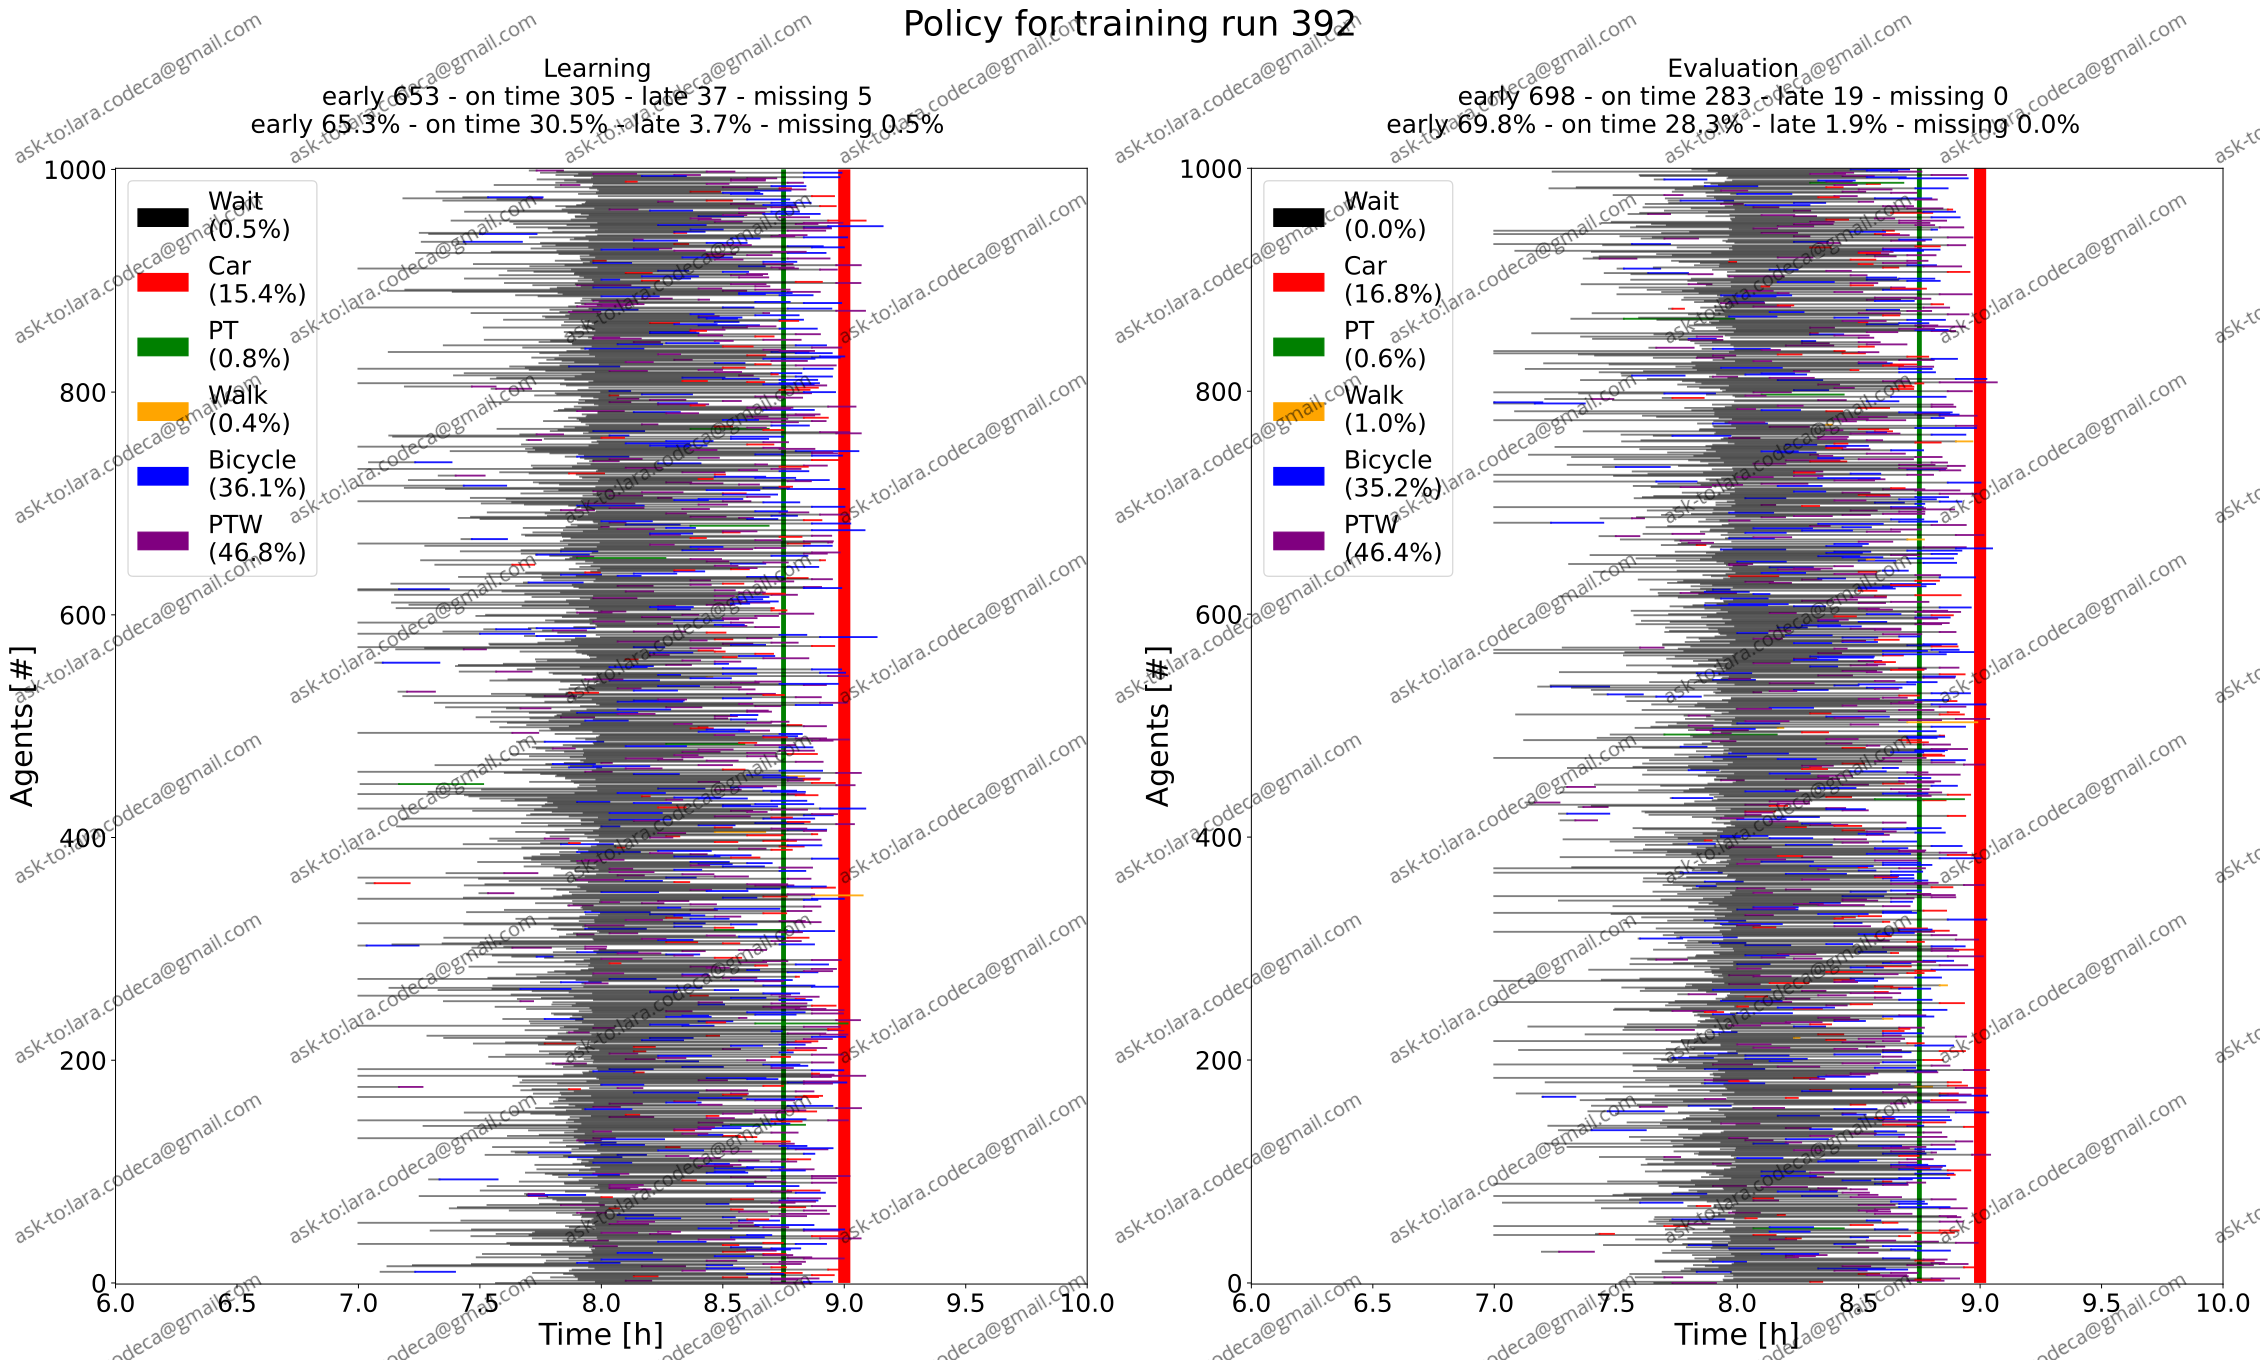 Policy for training run 392
Learning
early 653 - on time 305 - late 37 - missing 5
early 65.3% - on time 30.5% - late 3.7% - missing 0.5%
Agents [#]
1000
800
600
400
200
0
Wait
(0.5%)
Car
(15.4%)
PT
(0.8%)
Walk
(0.4%)
Bicycle
(36.1%)
PTW
(46.8%)
6.0 6.5 7.0 7.5 8.0 8.5 9.0 9.5 10.0
Time [h]
Evaluation
early 698 - on time 283 - late 19 - missing 0
early 69.8% - on time 28.3% - late 1.9% - missing 0.0%
Agents [#]
1000
800
600
400
200
0
Wait
(0.0%)
Car
(16.8%)
PT
(0.6%)
Walk
(1.0%)
Bicycle
(35.2%)
PTW
(46.4%)
6.0 6.5 7.0 7.5 8.0 8.5 9.0 9.5 10.0
Time [h]
ask-to:lara.codeca@gmail.com